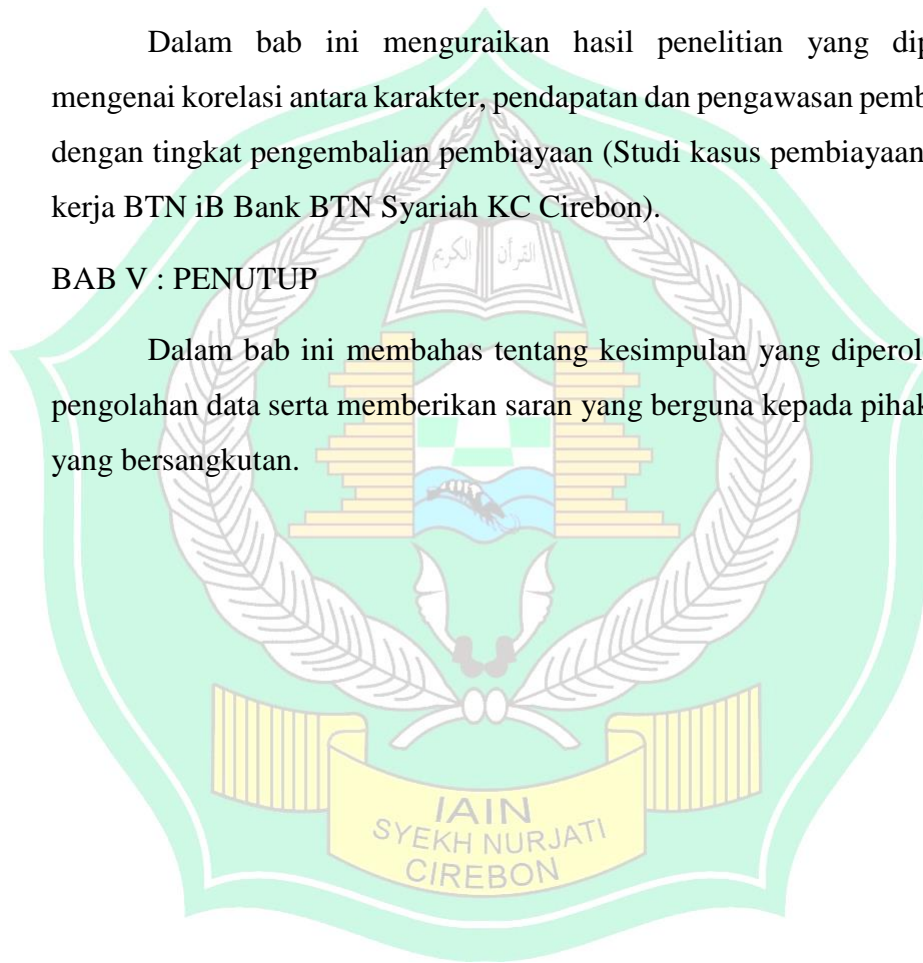 Dalam bab ini menguraikan hasil penelitian yang dip
mengenai korelasi antara karakter, pendapatan dan pengawasan pemb
dengan tingkat pengembalian pembiayaan (Studi kasus pembiayaan
kerja BTN iB Bank BTN Syariah KC Cirebon).
القرآن الكريم
BAB V : PENUTUP
Dalam bab ini membahas tentang kesimpulan yang diperol
pengolahan data serta memberikan saran yang berguna kepada pihak
yang bersangkutan.
IAIN
SYEKH NURJATI
CIREBON